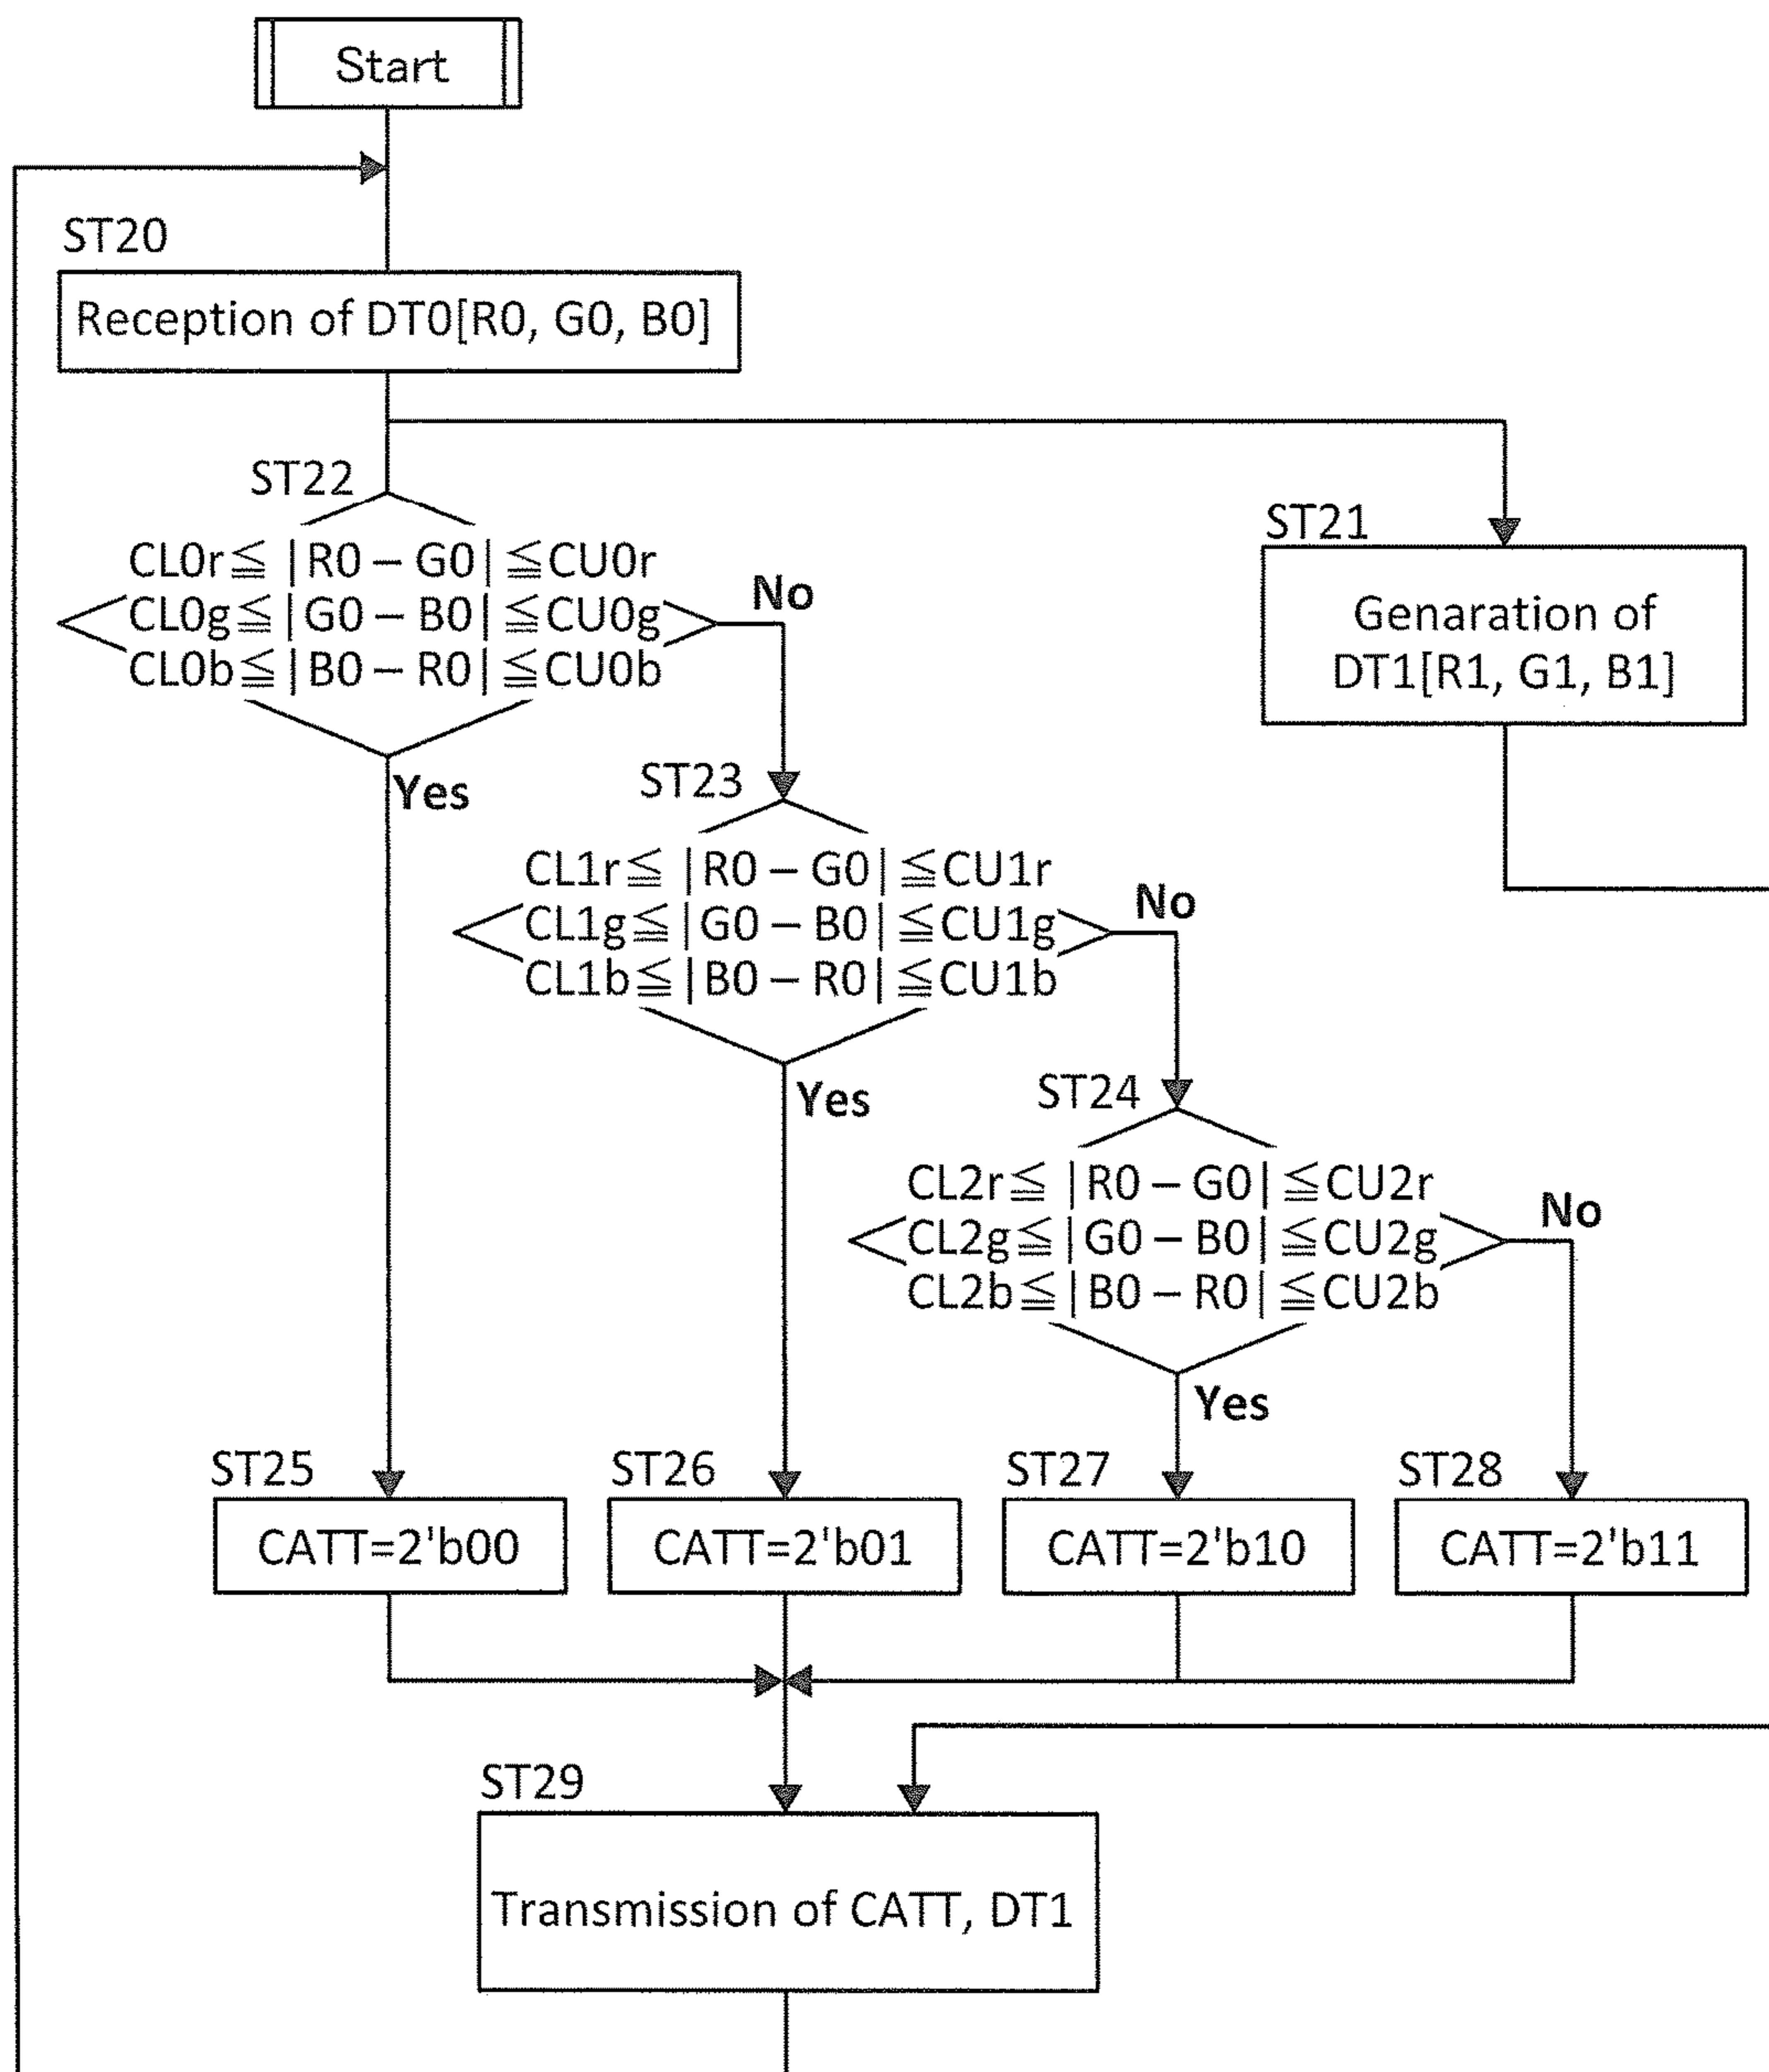 Start
ST20
Reception of DT0[R0, G0, B0]
ST22
CL0r≦ |R0 – G0| ≦CU0r
CL0g≦ |G0 – B0| ≦CU0g
CL0b≦ |B0 – R0| ≦CU0b
No
Yes
ST21
Genaration of
DT1[R1, G1, B1]
ST23
CL1r≦ |R0 – G0| ≦CU1r
CL1g≦ |G0 – B0| ≦CU1g
CL1b≦ |B0 – R0| ≦CU1b
No
Yes
ST24
CL2r≦ |R0 – G0| ≦CU2r
CL2g≦ |G0 – B0| ≦CU2g
CL2b≦ |B0 – R0| ≦CU2b
No
Yes
ST25
CATT=2'b00
ST26
CATT=2'b01
ST27
CATT=2'b10
ST28
CATT=2'b11
ST29
Transmission of CATT, DT1